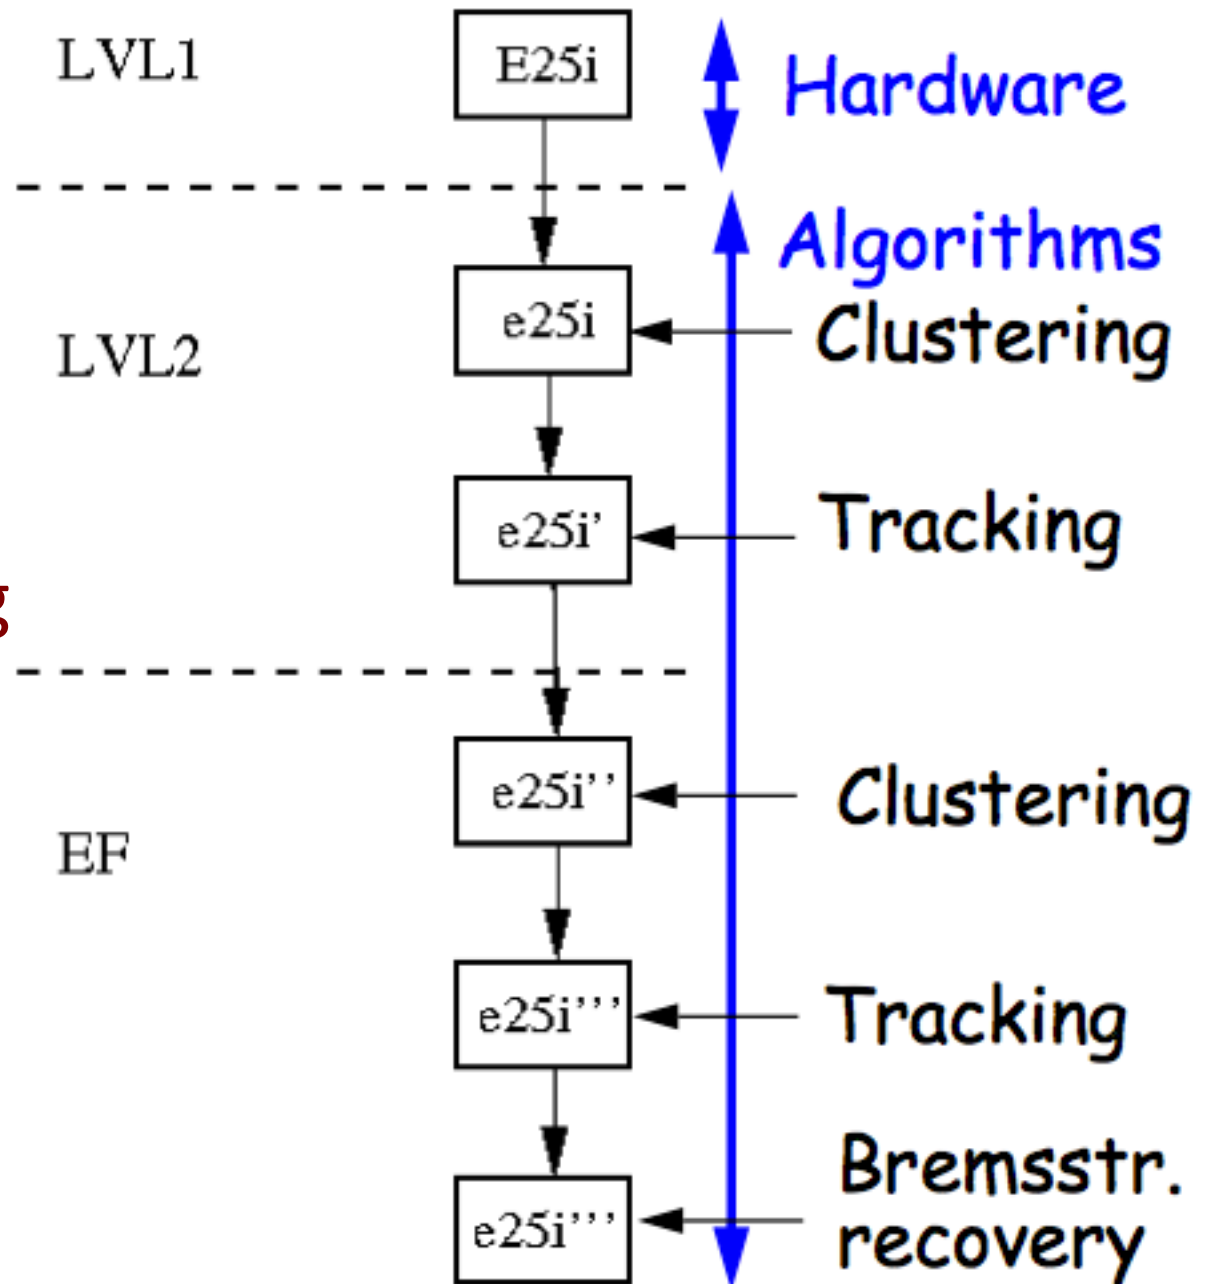 LVL1
E25i
Hardware
Algorithms
LVL2
e25i
Clustering
e25i’
Tracking
g
EF
e25i’’
Clustering
e25i’’’
Tracking
e25i’’’
Bremsstr.
recovery